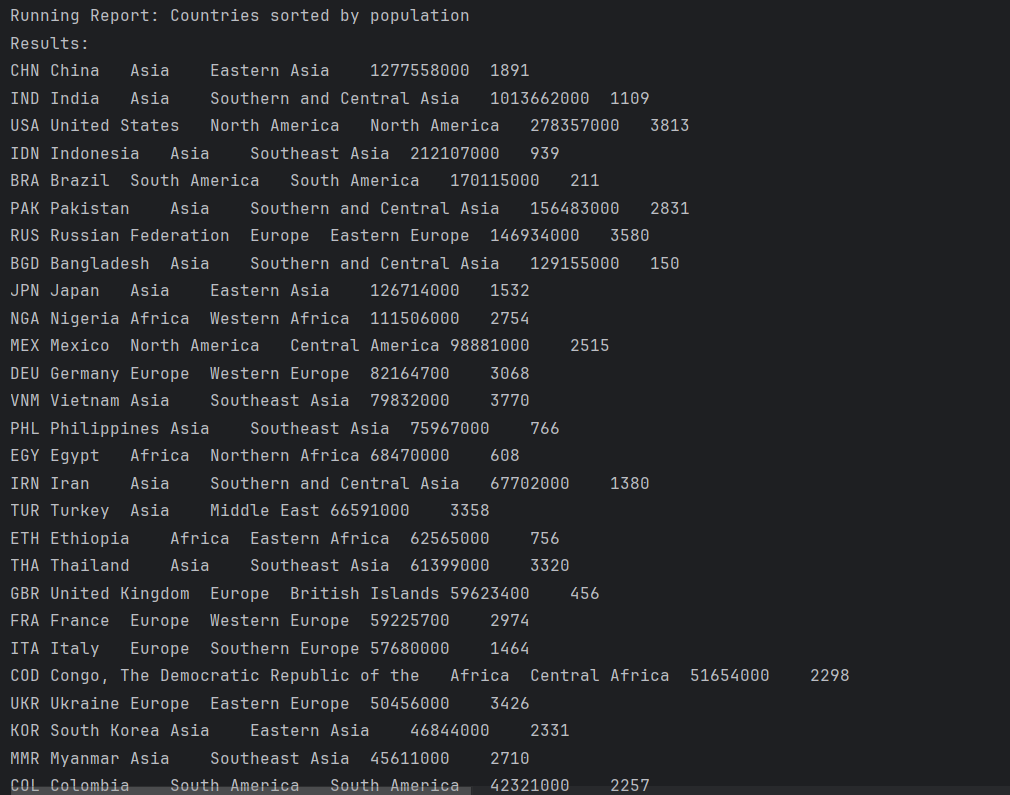 Running Report: Countries sorted by population
Results:
CHN China Asia Eastern Asia 1277558000 1891
IND India Asia Southern and Central Asia 1013662000 1109
USA United States North America North America 278357000 3813
IDN Indonesia Asia Southeast Asia 212107000 939
BRA Brazil South America South America 170115000 211
PAK Pakistan Asia Southern and Central Asia 156483000 2831
RUS Russian Federation Europe Eastern Europe 146934000 3580
BGD Bangladesh Asia Southern and Central Asia 129155000 150
JPN Japan Asia Eastern Asia 126714000 1532
NGA Nigeria Africa Western Africa 111506000 2754
MEX Mexico North America Central America 98881000 2515
DEU Germany Europe Western Europe 82164700 3068
VNM Vietnam Asia Southeast Asia 79832000 3770
PHL Philippines Asia Southeast Asia 75967000 766
EGY Egypt Africa Northern Africa 68470000 608
IRN Iran Asia Southern and Central Asia 67702000 1380
TUR Turkey Asia Middle East 66591000 3358
ETH Ethiopia Africa Eastern Africa 62565000 756
THA Thailand Asia Southeast Asia 61399000 3320
GBR United Kingdom Europe British Islands 59623400 456
FRA France Europe Western Europe 59225700 2974
ITA Italy Europe Southern Europe 57680000 1464
COD Congo, The Democratic Republic of the Africa Central Africa 51654000 2298
UKR Ukraine Europe Eastern Europe 50456000 3426
KOR South Korea Asia Eastern Asia 46844000 2331
MMR Myanmar Asia Southeast Asia 45611000 2710
COL Colombia South America South America 42321000 2257